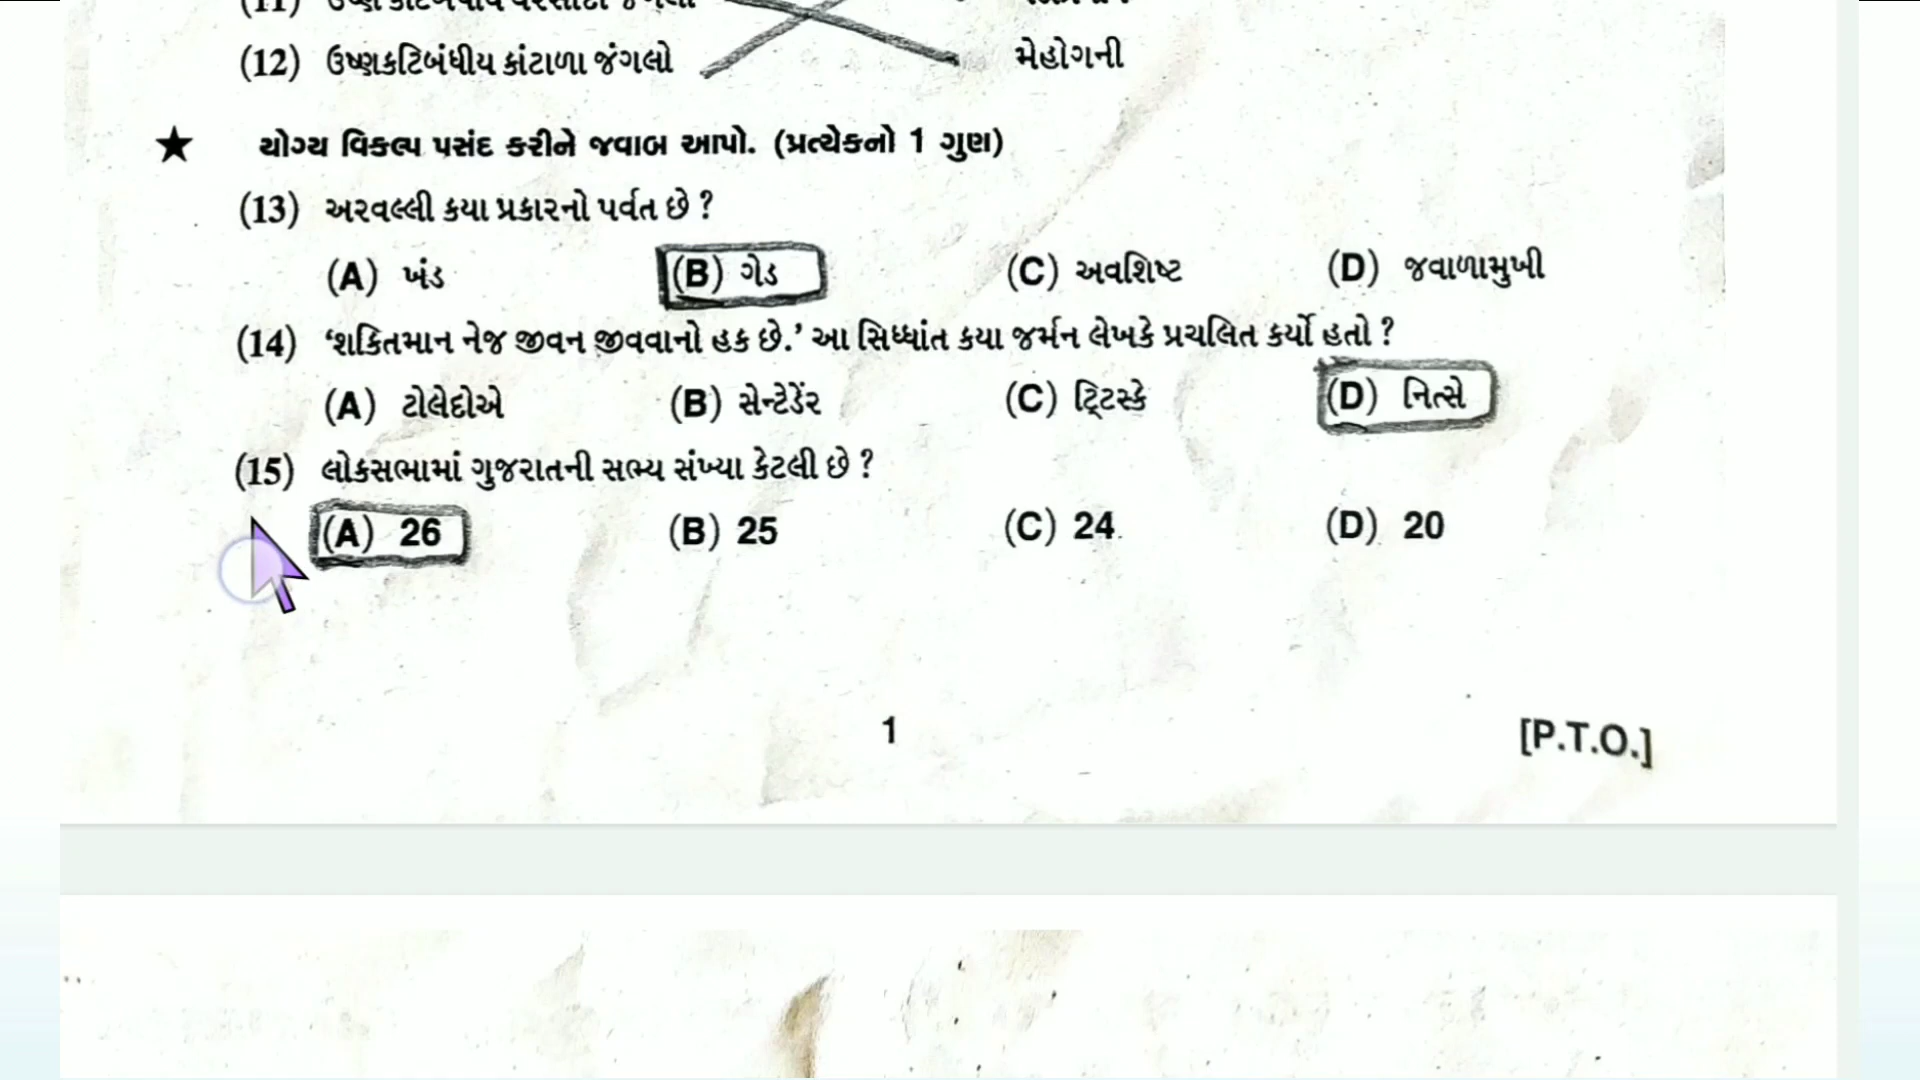 (12) ઉષ્ણકટિબંધીય કાંટાળા જંગલો મેહોગની
★ યોગ્ય વિકલ્પ પસંદ કરીને જવાબ આપો. (પ્રત્યેકનો 1 ગુણ)
(13) અરવલ્લી કયા પ્રકારનો પર્વત છે ?
(A) ખંડ (B) ગેડ (C) અવશિષ્ટ (D) જવાળામુખી
(14) ‘શકિતમાન નેજ જીવન જીવવાનો હક છે.’ આ સિધ્ધાંત કયા જર્મન લેખકે પ્રચલિત કર્યો હતો ?
(A) ટોલેદોએ (B) સેન્ટેડેંર (C) ટ્રિટસ્કે (D) નિત્સે
(15) લોકસભામાં ગુજરાતની સભ્ય સંખ્યા કેટલી છે ?
(A) 26 (B) 25 (C) 24 (D) 20
1 [P.T.O.]